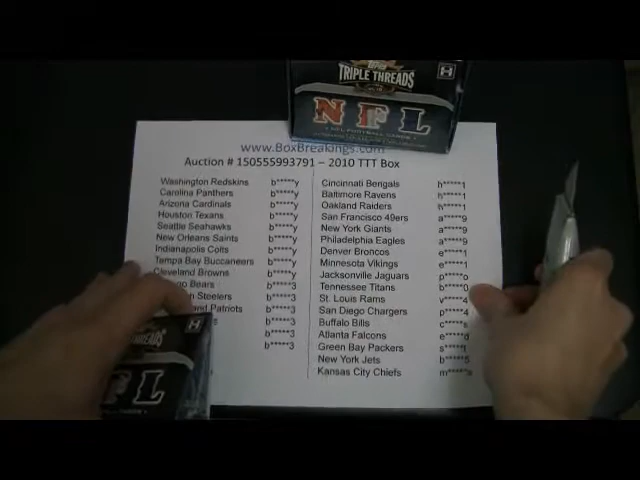 Topps
TRIPLE THREADS
NFL
www.BoxBreakings.com
Auction # 150555993791 – 2010 TTT Box
Washington Redskins b*****y
Carolina Panthers b*****y
Arizona Cardinals b*****y
Houston Texans b*****y
Seattle Seahawks b*****y
New Orleans Saints b*****y
Indianapolis Colts b*****y
Tampa Bay Buccaneers b*****y
Cleveland Browns b*****y
Bears b*****3
Steelers b*****3
Patriots b*****3
b*****3
b*****3
b*****3
Cincinnati Bengals h*****1
Baltimore Ravens h*****1
Oakland Raiders h*****1
San Francisco 49ers a*****9
New York Giants a*****9
Philadelphia Eagles a*****9
Denver Broncos e*****1
Minnesota Vikings e*****1
Jacksonville Jaguars p*****o
Tennessee Titans b*****0
St. Louis Rams v*****4
San Diego Chargers p*****4
Buffalo Bills c*****s
Atlanta Falcons e*****d
Green Bay Packers s*****t
New York Jets b*****5
Kansas City Chiefs m*****s
THREADS
FL